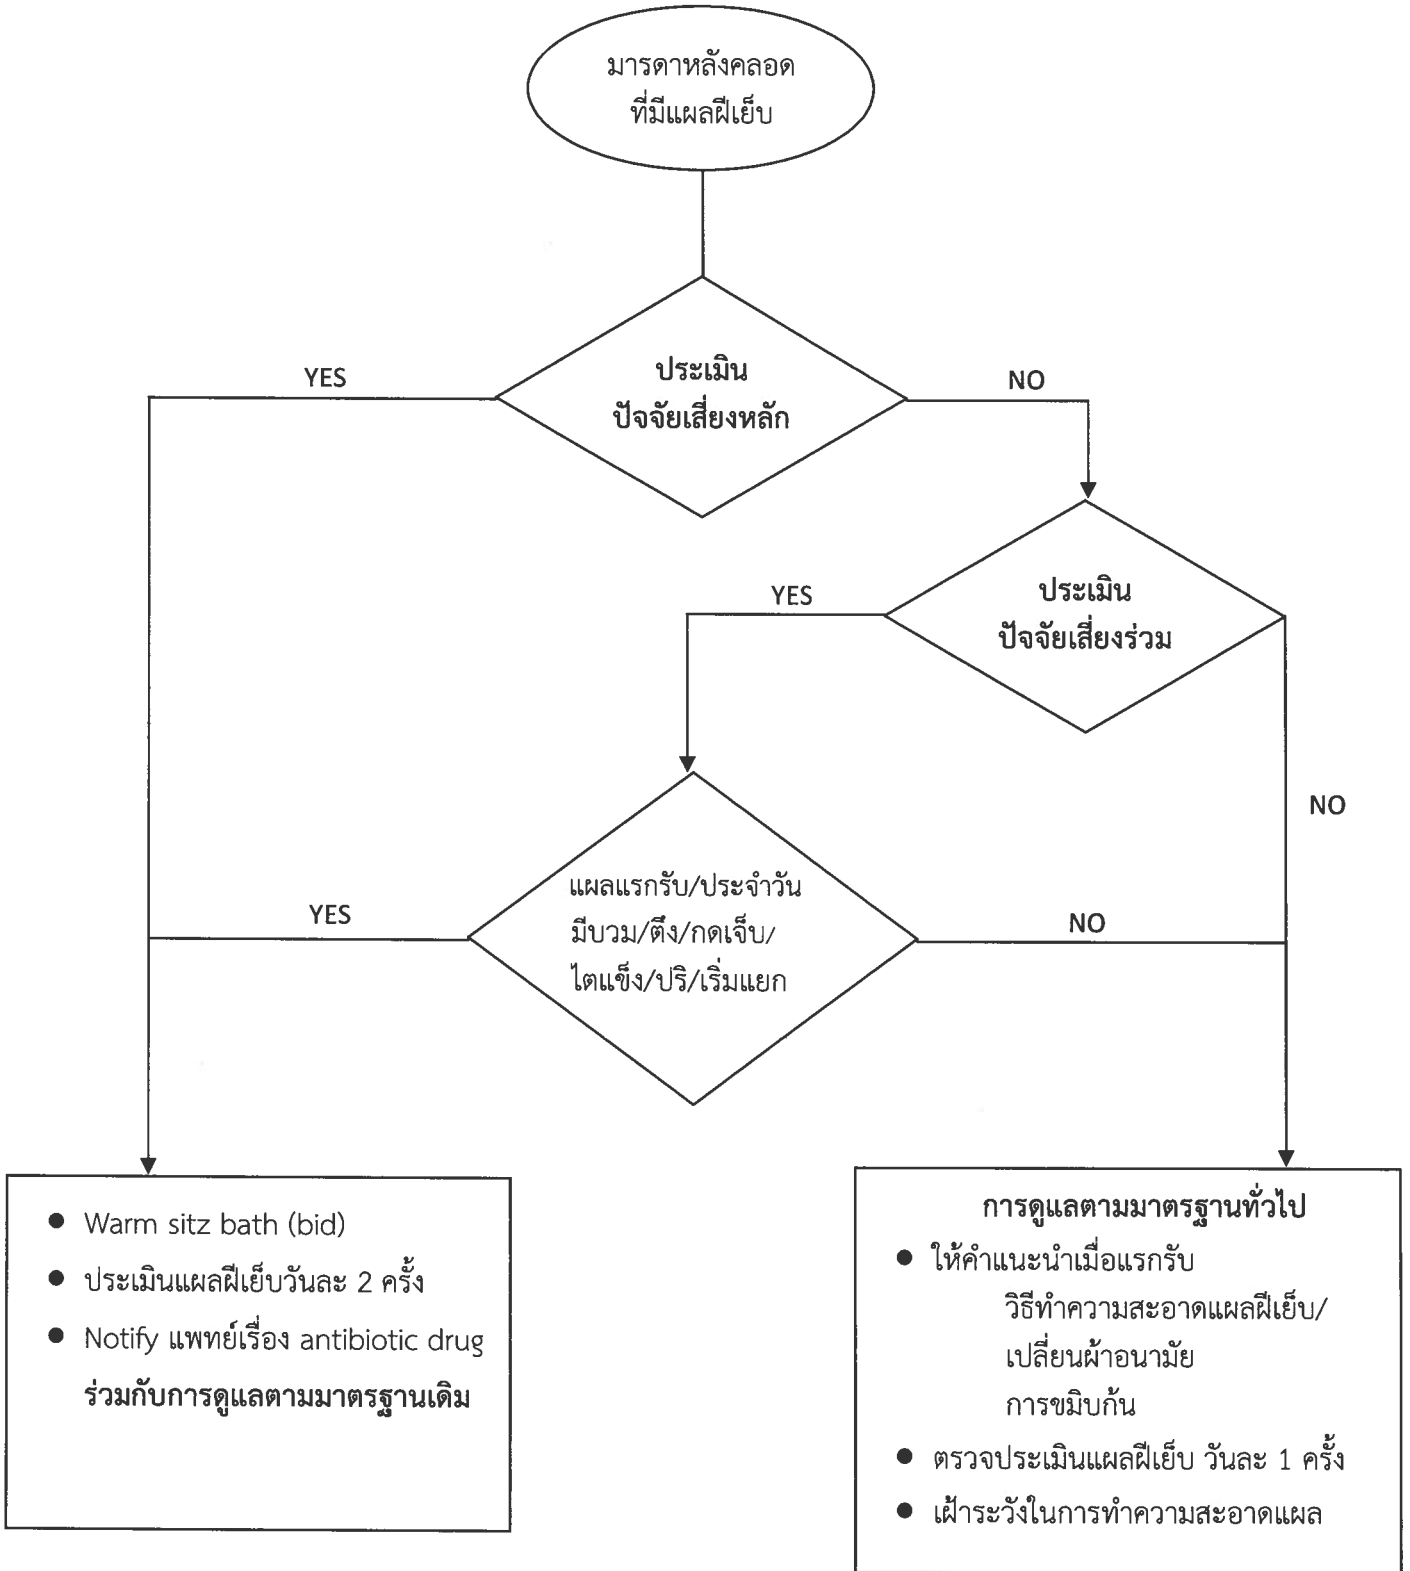 มารดาหลังคลอด
ที่มีแผลฝีเย็บ
ประเมิน
ปัจจัยเสี่ยงหลัก
YES
NO
ประเมิน
ปัจจัยเสี่ยงร่วม
YES
NO
แผลแรกรับ/ประจำวัน
มีบวม/ตึง/กดเจ็บ/
ไตแข็ง/ปริ/เริ่มแยก
YES
NO
● Warm sitz bath (bid)
● ประเมินแผลฝีเย็บวันละ 2 ครั้ง
● Notify แพทย์เรื่อง antibiotic drug
ร่วมกับการดูแลตามมาตรฐานเดิม
การดูแลตามมาตรฐานทั่วไป
● ให้คำแนะนำเมื่อแรกรับ
วิธีทำความสะอาดแผลฝีเย็บ/
เปลี่ยนผ้าอนามัย
การขมิบก้น
● ตรวจประเมินแผลฝีเย็บ วันละ 1 ครั้ง
● เฝ้าระวังในการทำความสะอาดแผล